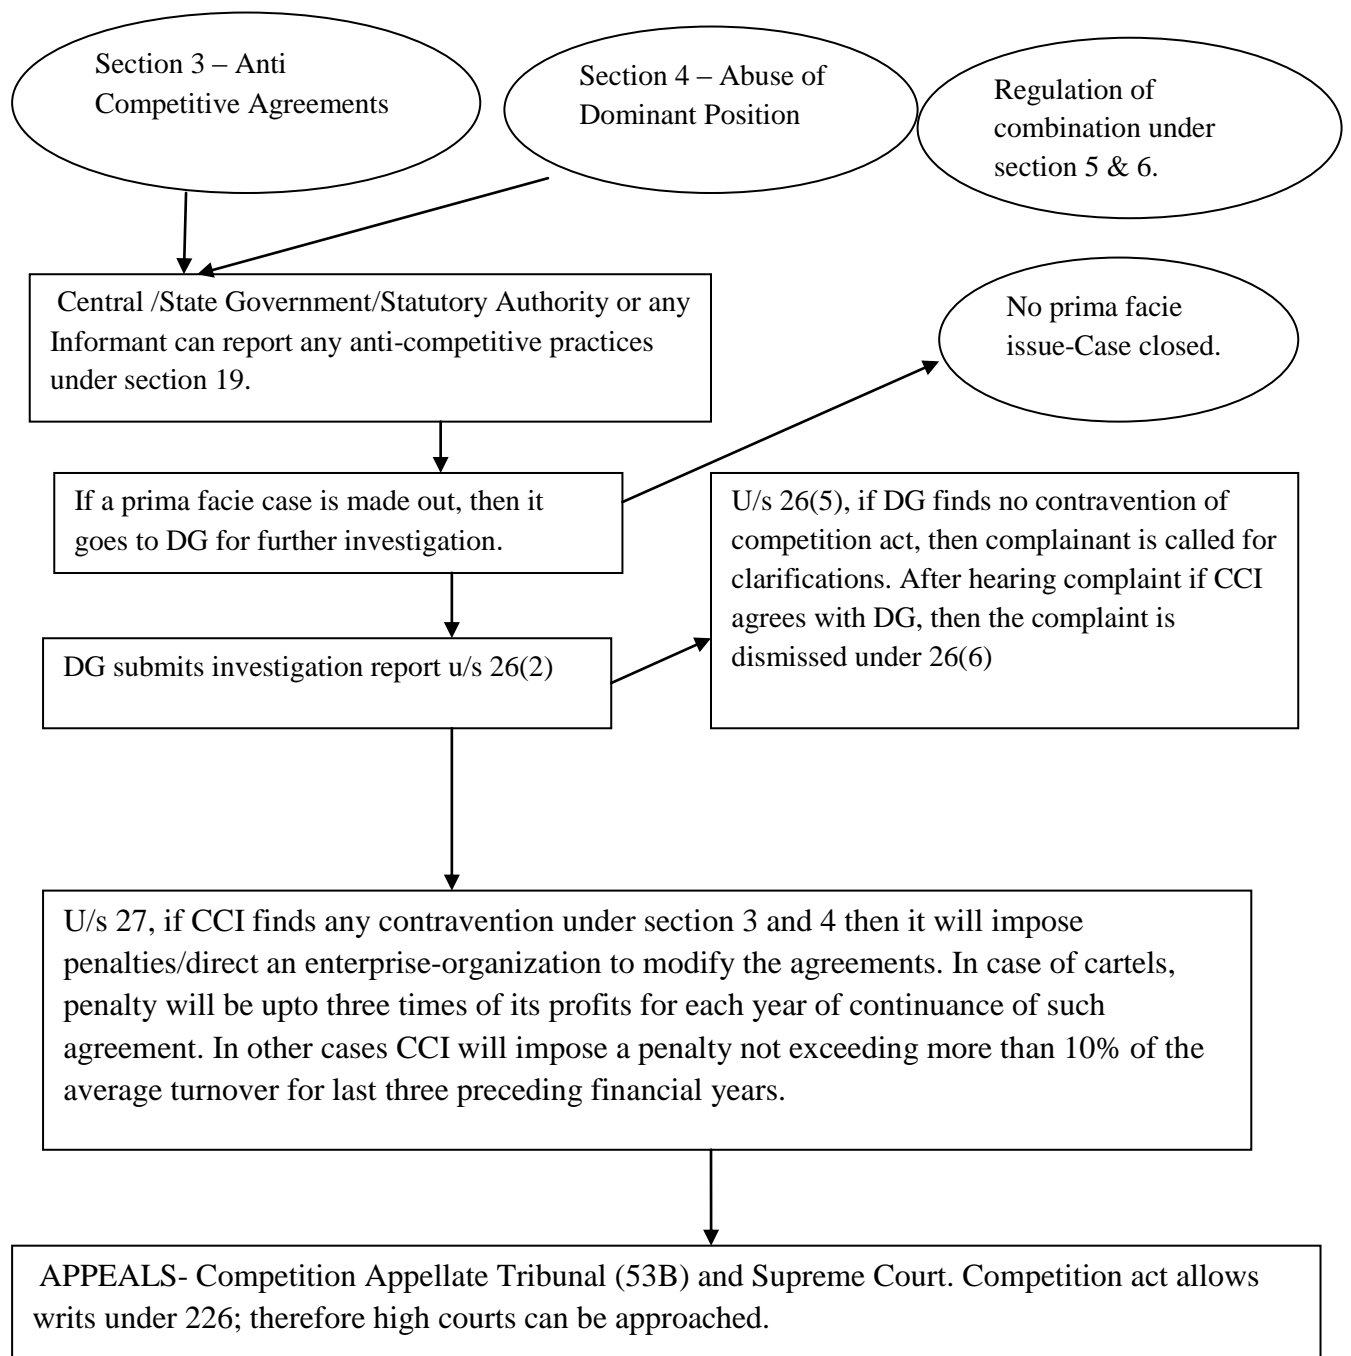 Section 3 – Anti
Competitive Agreements
Section 4 – Abuse of
Dominant Position
Regulation of
combination under
section 5 & 6.
Central /State Government/Statutory Authority or any
Informant can report any anti-competitive practices
under section 19.
No prima facie
issue-Case closed.
If a prima facie case is made out, then it
goes to DG for further investigation.
U/s 26(5), if DG finds no contravention of
competition act, then complainant is called for
clarifications. After hearing complaint if CCI
agrees with DG, then the complaint is
dismissed under 26(6)
DG submits investigation report u/s 26(2)
U/s 27, if CCI finds any contravention under section 3 and 4 then it will impose
penalties/direct an enterprise-organization to modify the agreements. In case of cartels,
penalty will be upto three times of its profits for each year of continuance of such
agreement. In other cases CCI will impose a penalty not exceeding more than 10% of the
average turnover for last three preceding financial years.
APPEALS- Competition Appellate Tribunal (53B) and Supreme Court. Competition act allows
writs under 226; therefore high courts can be approached.